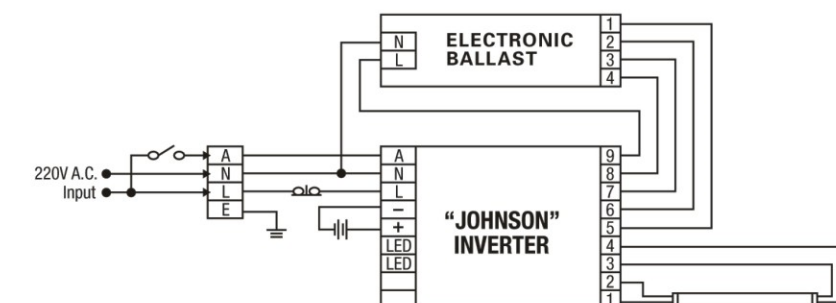 1
N ELECTRONIC 2
L BALLAST 3
4
A A 9
220V A.C. N N 8
Input L L 7
E – 6
+ "JOHNSON" 5
LED INVERTER 4
LED 3
2
1